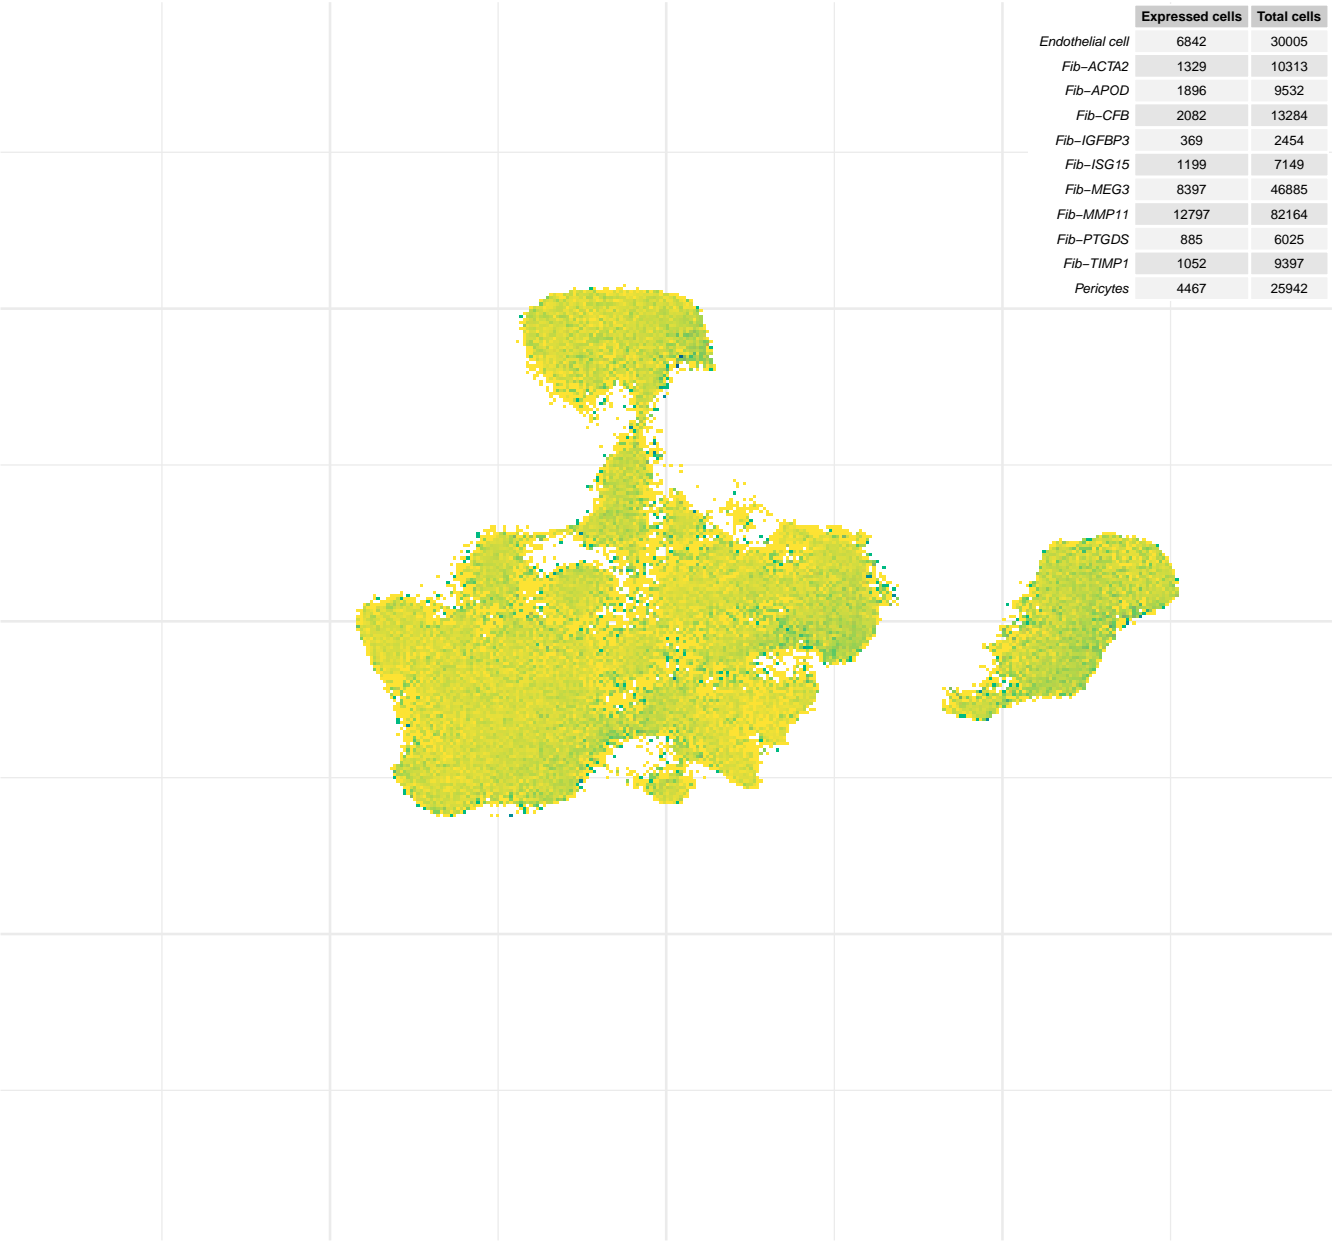 Expressed cells Total cells
Endothelial cell 6842 30005
Fib−ACTA2 1329 10313
Fib−APOD 1896 9532
Fib−CFB 2082 13284
Fib−IGFBP3 369 2454
Fib−ISG15 1199 7149
Fib−MEG3 8397 46885
Fib−MMP11 12797 82164
Fib−PTGDS 885 6025
Fib−TIMP1 1052 9397
Pericytes 4467 25942